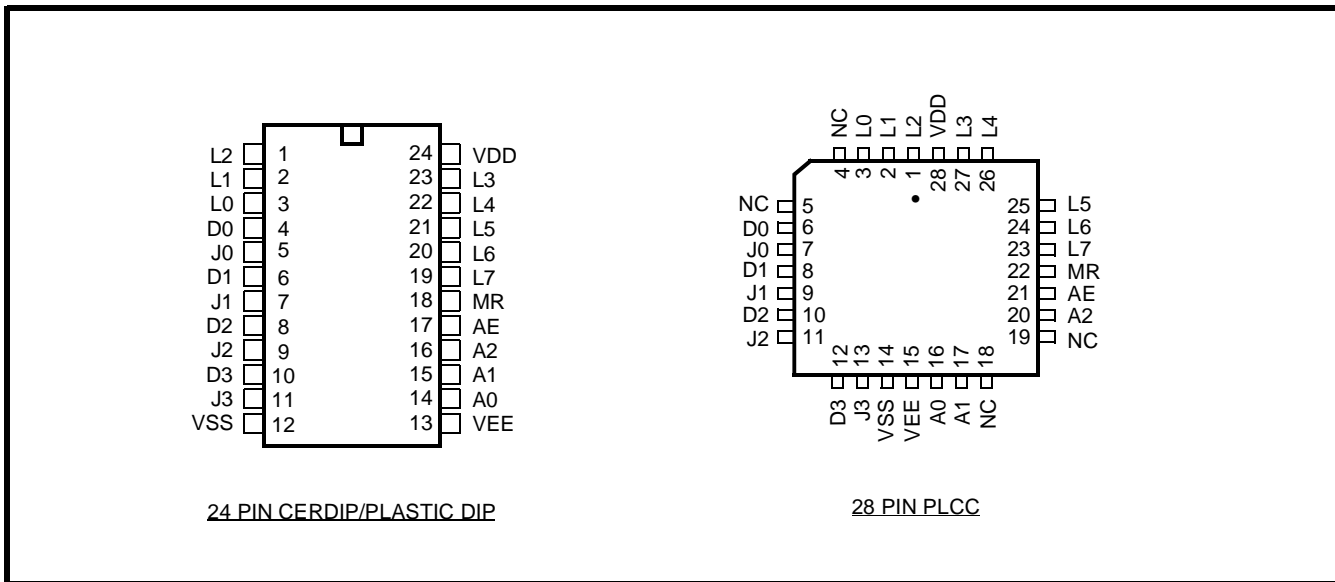 L2 1 24 VDD
L1 2 23 L3
L0 3 22 L4
D0 4 21 L5
J0 5 20 L6
D1 6 19 L7
J1 7 18 MR
D2 8 17 AE
J2 9 16 A2
D3 10 15 A1
J3 11 14 A0
VSS 12 13 VEE
24 PIN CERDIP/PLASTIC DIP
NC L0 L1 L2 VDD L3 L4
4 3 2 1 28 27 26
NC 5 25 L5
D0 6 24 L6
J0 7 23 L7
D1 8 22 MR
J1 9 21 AE
D2 10 20 A2
J2 11 19 NC
12 13 14 15 16 17 18
D3 J3 VSS VEE A0 A1 NC
28 PIN PLCC